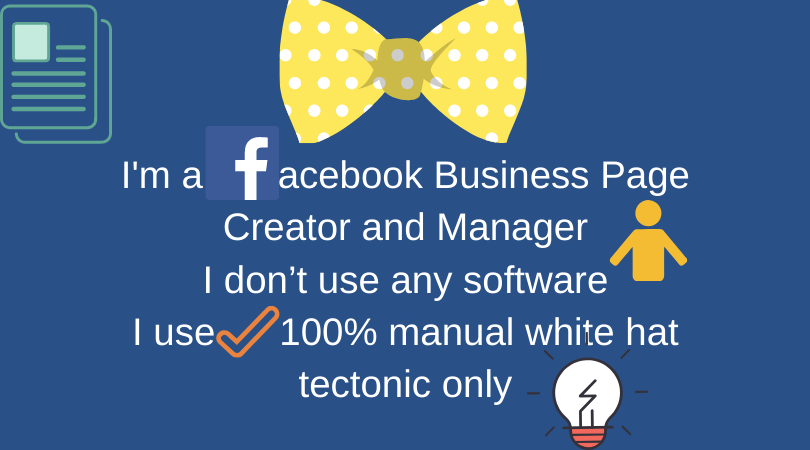 I'm a facebook Business Page
Creator and Manager
I don’t use any software
I use 100% manual white hat
tectonic only